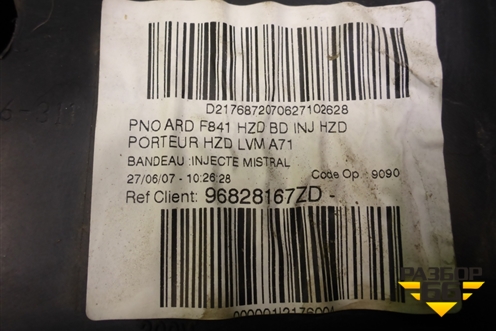 D2176872070627102628
PNO ARD F841 HZD BD INJ HZD
PORTEUR HZD LVM A71
BANDEAU :INJECTE MISTRAL
27/06/07 - 10:26:28 Code Op : 9090
Ref Client: 96828167ZD -
РАЗБОР
68